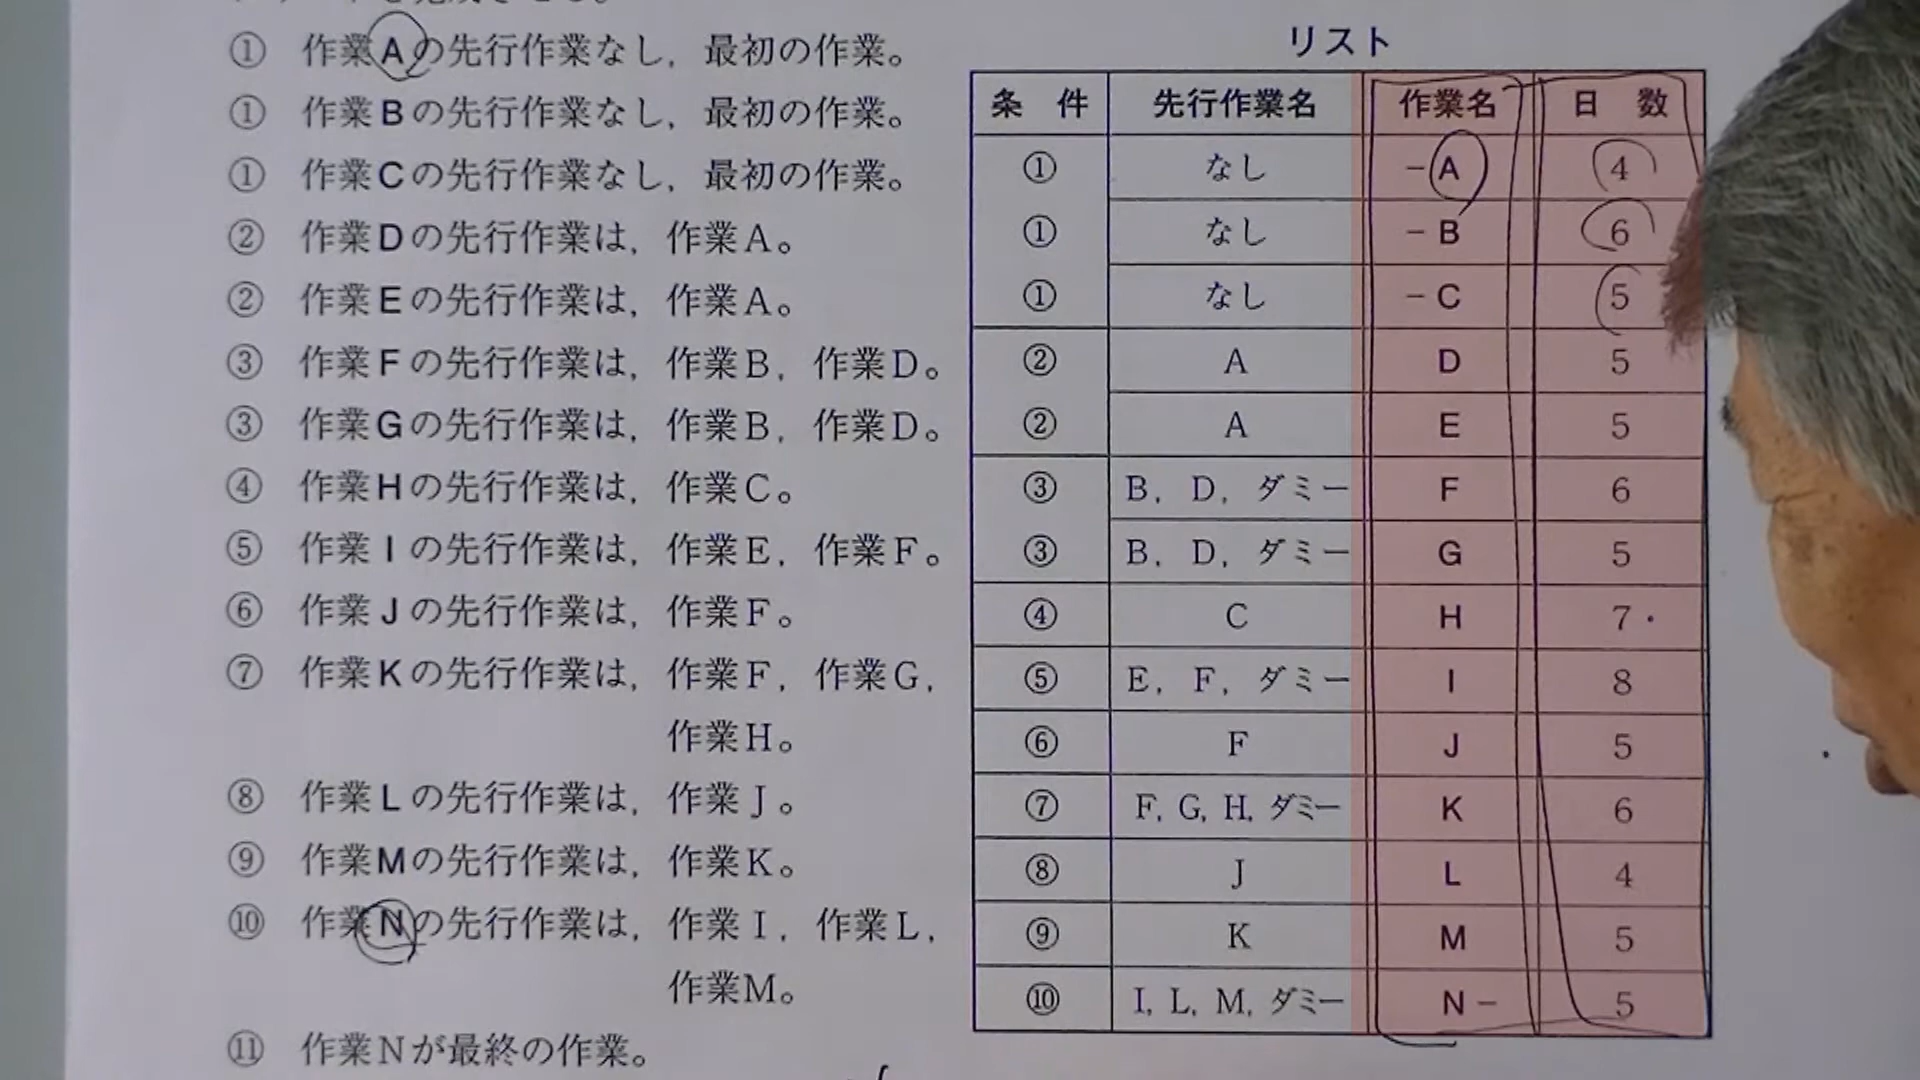 ① 作業Aの先行作業なし，最初の作業。
① 作業Bの先行作業なし，最初の作業。
① 作業Cの先行作業なし，最初の作業。
② 作業Dの先行作業は，作業A。
② 作業Eの先行作業は，作業A。
③ 作業Fの先行作業は，作業B，作業D。
③ 作業Gの先行作業は，作業B，作業D。
④ 作業Hの先行作業は，作業C。
⑤ 作業Iの先行作業は，作業E，作業F。
⑥ 作業Jの先行作業は，作業F。
⑦ 作業Kの先行作業は，作業F，作業G，
作業H。
⑧ 作業Lの先行作業は，作業J。
⑨ 作業Mの先行作業は，作業K。
⑩ 作業Nの先行作業は，作業I，作業L，
作業M。
⑪ 作業Nが最終の作業。
リスト
条件 先行作業名 作業名 日数
① なし A 4
① なし B 6
① なし C 5
② A D 5
② A E 5
③ B，D，ダミー F 6
③ B，D，ダミー G 5
④ C H 7
⑤ E，F，ダミー I 8
⑥ F J 5
⑦ F, G, H, ダミー K 6
⑧ J L 4
⑨ K M 5
⑩ I, L, M, ダミー N 5